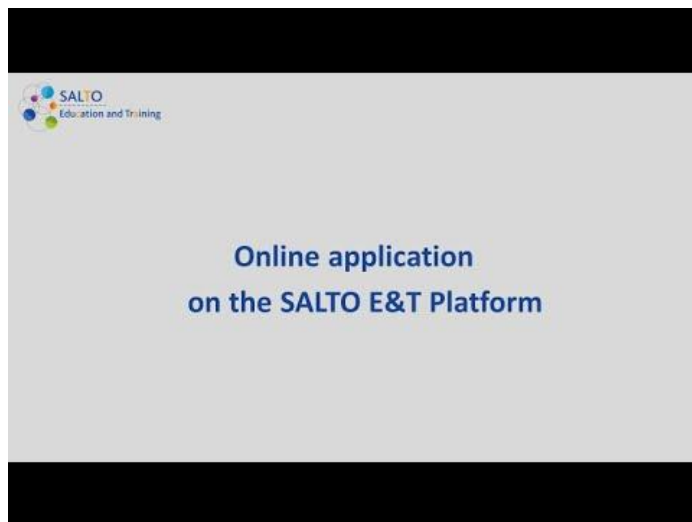 SALTO
Education and Training
Online application
on the SALTO E&T Platform